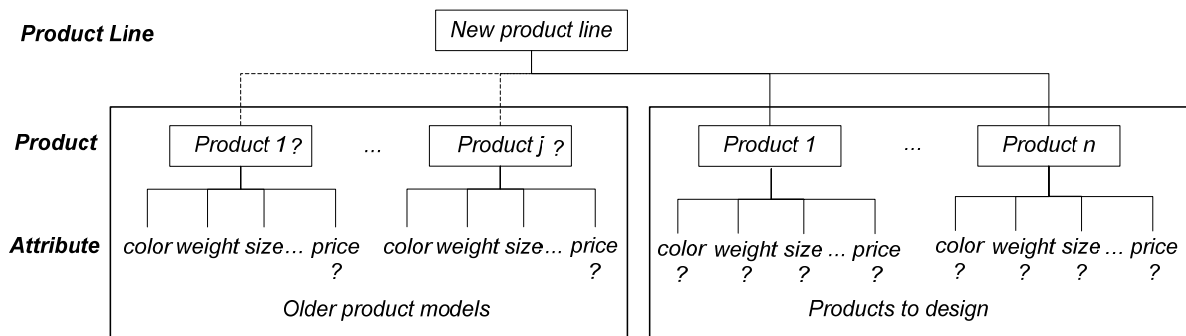 Product Line
New product line
Product
Product 1?
...
Product j ?
Product 1
...
Product n
Attribute
color weight size... price
?
color weight size... price
?
color weight size ... price
? ? ? ?
color weight size ... price
? ? ? ?
Older product models
Products to design